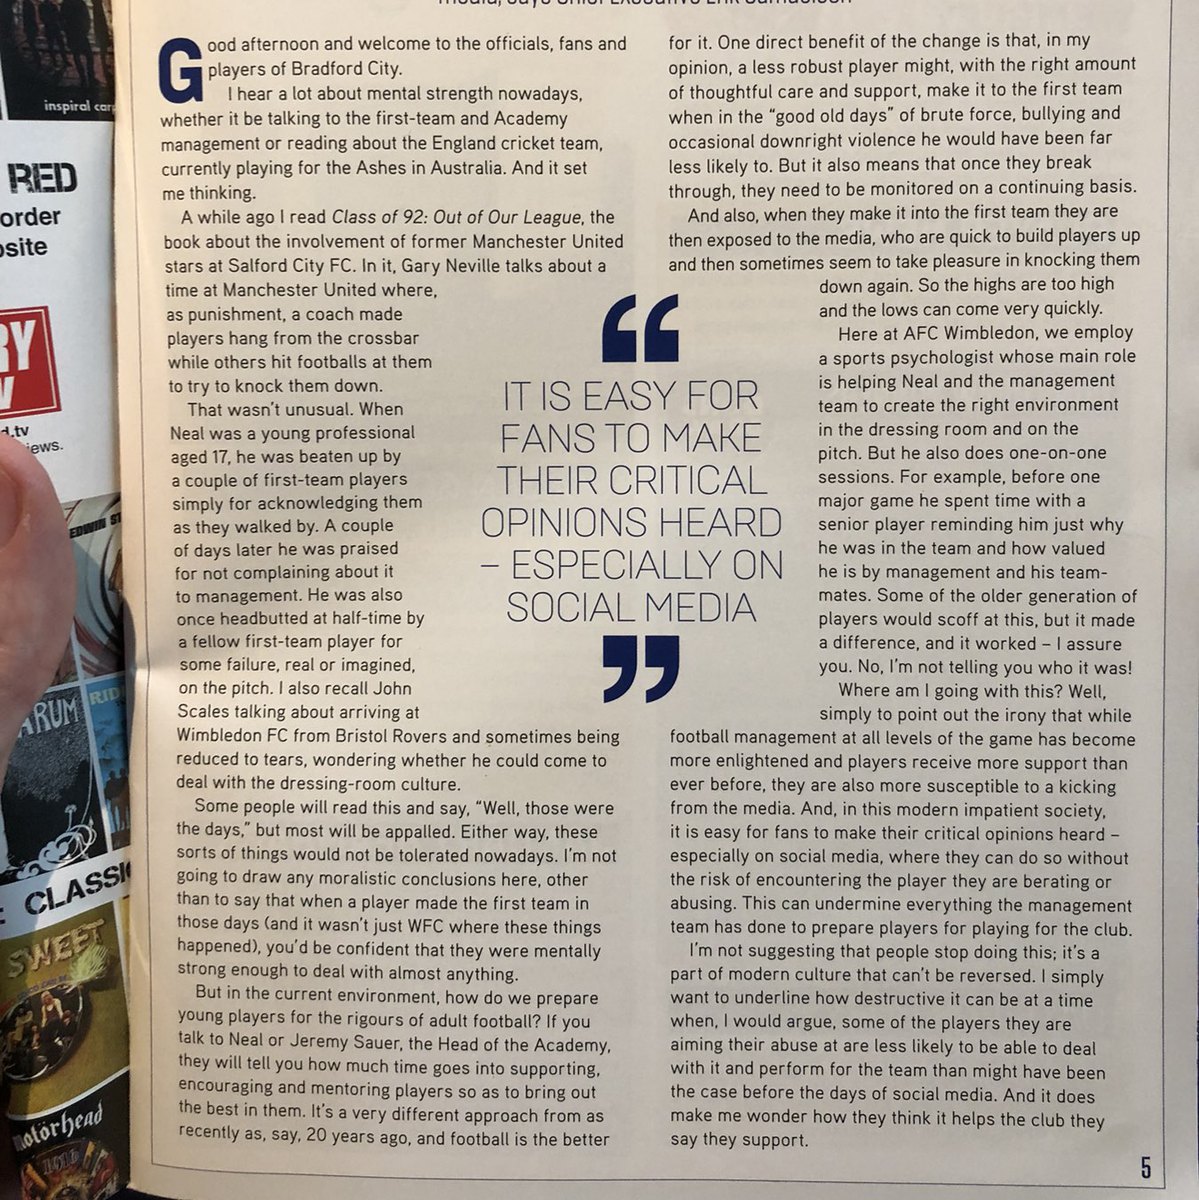 Good afternoon and welcome to the officials, fans and
players of Bradford City.
I hear a lot about mental strength nowadays,
whether it be talking to the first-team and Academy
management or reading about the England cricket team,
currently playing for the Ashes in Australia. And it set
me thinking.
A while ago I read Class of 92: Out of Our League, the
book about the involvement of former Manchester United
stars at Salford City FC. In it, Gary Neville talks about a
time at Manchester United where,
as punishment, a coach made
players hang from the crossbar
while others hit footballs at them
to try to knock them down.
That wasn't unusual. When
Neal was a young professional
aged 17, he was beaten up by
a couple of first-team players
simply for acknowledging them
as they walked by. A couple
of days later he was praised
for not complaining about it
to management. He was also
once headbutted at half-time by
a fellow first-team player for
some failure, real or imagined,
on the pitch. I also recall John
Scales talking about arriving at
Wimbledon FC from Bristol Rovers and sometimes being
reduced to tears, wondering whether he could come to
deal with the dressing-room culture.
Some people will read this and say, "Well, those were
the days," but most will be appalled. Either way, these
sorts of things would not be tolerated nowadays. I'm not
going to draw any moralistic conclusions here, other
than to say that when a player made the first team in
those days (and it wasn't just WFC where these things
happened), you'd be confident that they were mentally
strong enough to deal with almost anything.
But in the current environment, how do we prepare
young players for the rigours of adult football? If you
talk to Neal or Jeremy Sauer, the Head of the Academy,
they will tell you how much time goes into supporting,
encouraging and mentoring players so as to bring out
the best in them. It's a very different approach from as
recently as, say, 20 years ago, and football is the better
for it. One direct benefit of the change is that, in my
opinion, a less robust player might, with the right amount
of thoughtful care and support, make it to the first team
when in the "good old days" of brute force, bullying and
occasional downright violence he would have been far
less likely to. But it also means that once they break
through, they need to be monitored on a continuing basis.
And also, when they make it into the first team they are
then exposed to the media, who are quick to build players up
and then sometimes seem to take pleasure in knocking them
down again. So the highs are too high
and the lows can come very quickly.
Here at AFC Wimbledon, we employ
a sports psychologist whose main role
is helping Neal and the management
team to create the right environment
in the dressing room and on the
pitch. But he also does one-on-one
sessions. For example, before one
major game he spent time with a
senior player reminding him just why
he was in the team and how valued
he is by management and his team-
mates. Some of the older generation of
players would scoff at this, but it made
a difference, and it worked – I assure
you. No, I'm not telling you who it was!
Where am I going with this? Well,
simply to point out the irony that while
football management at all levels of the game has become
more enlightened and players receive more support than
ever before, they are also more susceptible to a kicking
from the media. And, in this modern impatient society,
it is easy for fans to make their critical opinions heard –
especially on social media, where they can do so without
the risk of encountering the player they are berating or
abusing. This can undermine everything the management
team has done to prepare players for playing for the club.
I'm not suggesting that people stop doing this; it's a
part of modern culture that can't be reversed. I simply
want to underline how destructive it can be at a time
when, I would argue, some of the players they are
aiming their abuse at are less likely to be able to deal
with it and perform for the team than might have been
the case before the days of social media. And it does
make me wonder how they think it helps the club they
say they support.
“
IT IS EASY FOR
FANS TO MAKE
THEIR CRITICAL
OPINIONS HEARD
– ESPECIALLY ON
SOCIAL MEDIA
”
5
inspiral
RED
order
EDWIN
CLASSI
SWEET
Motörhead